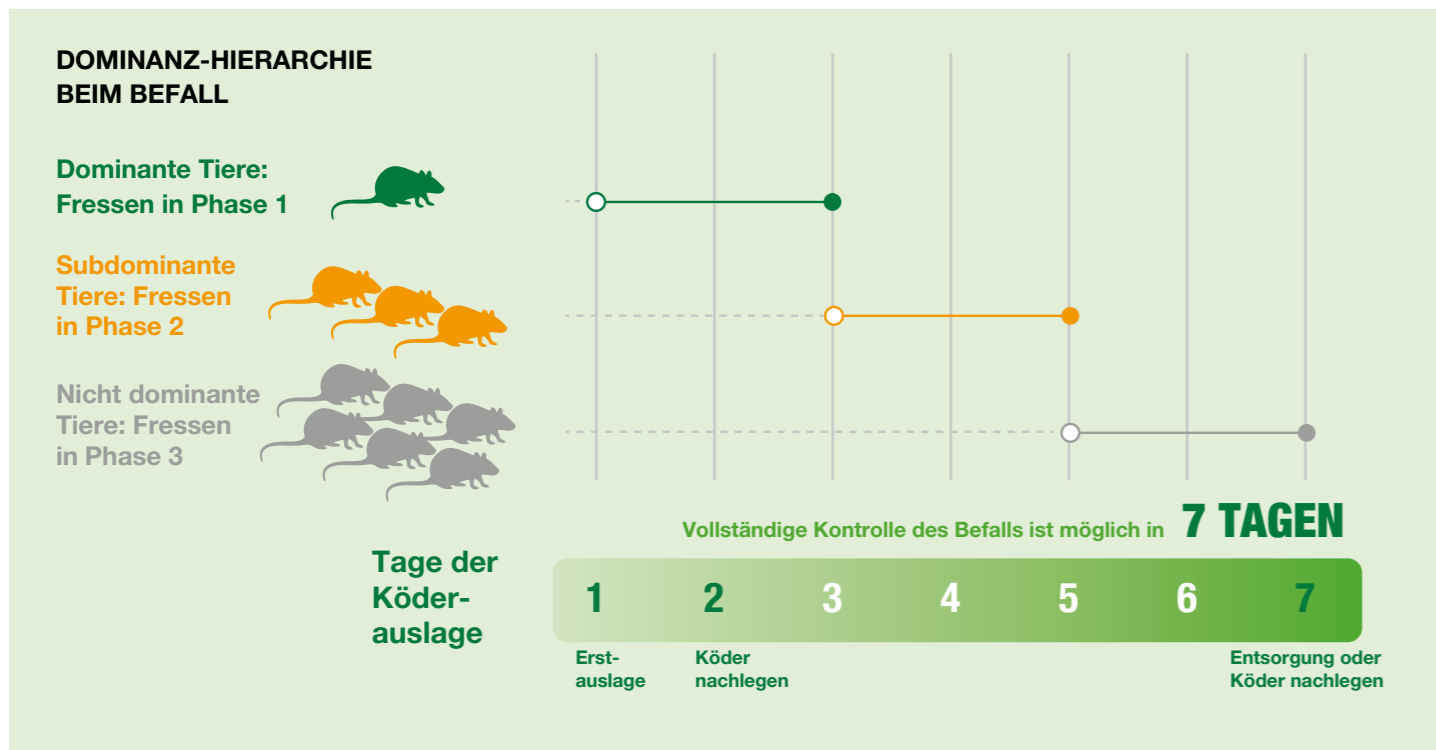 DOMINANZ-HIERARCHIE
BEIM BEFALL
Dominante Tiere:
Fressen in Phase 1
Subdominante
Tiere: Fressen
in Phase 2
Nicht dominante
Tiere: Fressen
in Phase 3
Vollständige Kontrolle des Befalls ist möglich in 7 TAGEN
Tage der
Köder-
auslage
1 2 3 4 5 6 7
Erst-
auslage
Köder
nachlegen
Entsorgung oder
Köder nachlegen